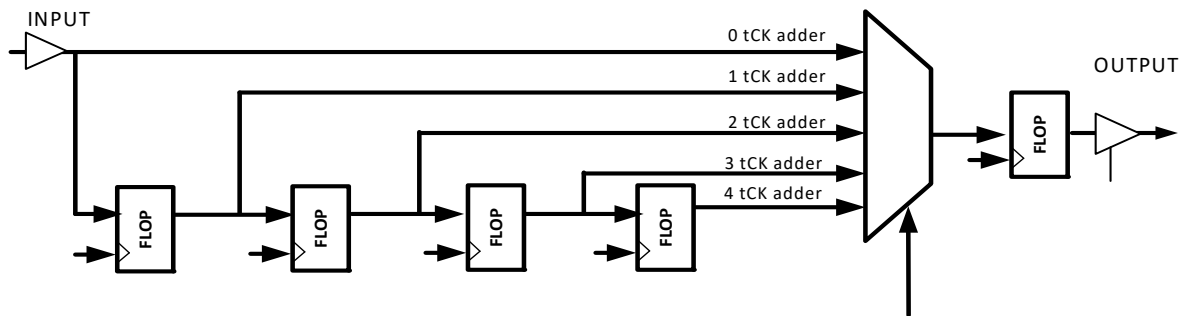 INPUT
0 tCK adder
1 tCK adder
OUTPUT
2 tCK adder
FLOP
3 tCK adder
4 tCK adder
FLOP
FLOP
FLOP
FLOP